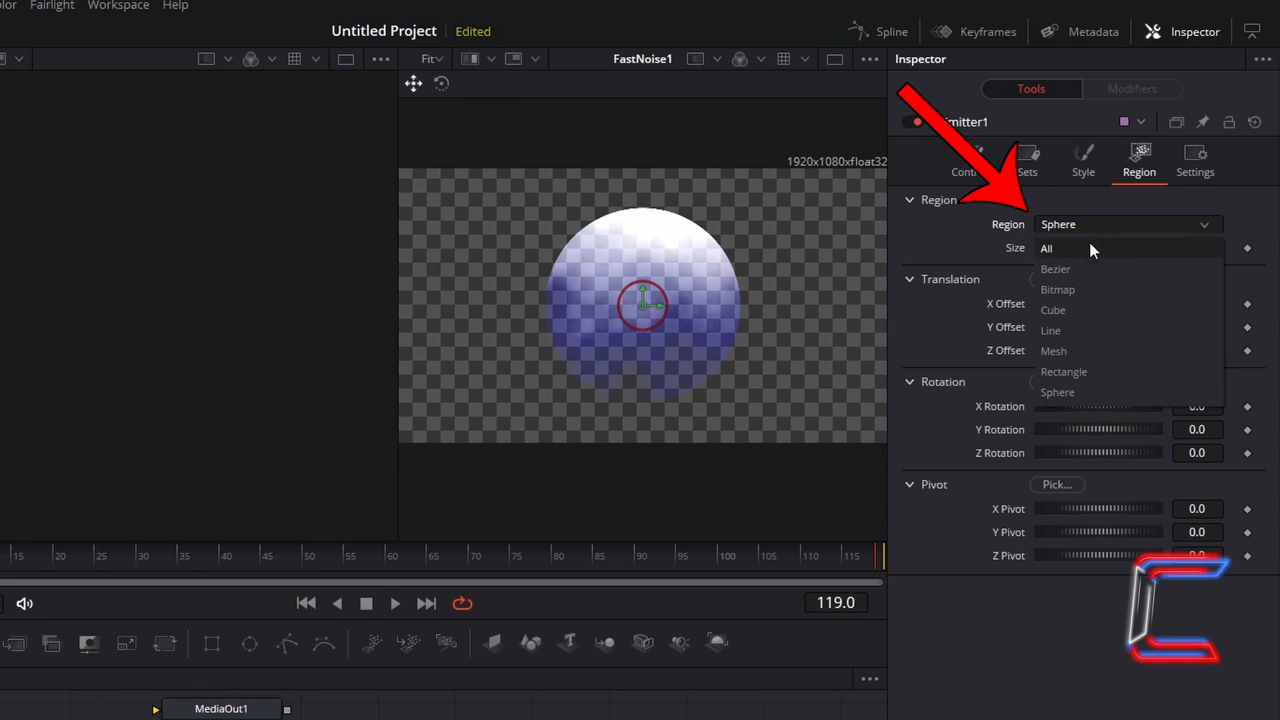 olor Fairlight Workspace Help
Untitled Project Edited
Spline Keyframes Metadata Inspector
Fit FastNoise1
Inspector
Tools Modifiers
1920x1080xfloat32
Sets Style Region Settings
Region
Region Sphere
Size All
Bezier
Bitmap
Cube
Line
Mesh
Rectangle
Sphere
Translation
X Offset
Y Offset
Z Offset
Rotation
X Rotation 0.0
Y Rotation 0.0
Z Rotation 0.0
Pivot Pick...
X Pivot 0.0
Y Pivot 0.0
Z Pivot 0.0
15 20 25 30 35 40 45 50 55 60 65 70 75 80 85 90 95 100 105 110 115
119.0
MediaOut1